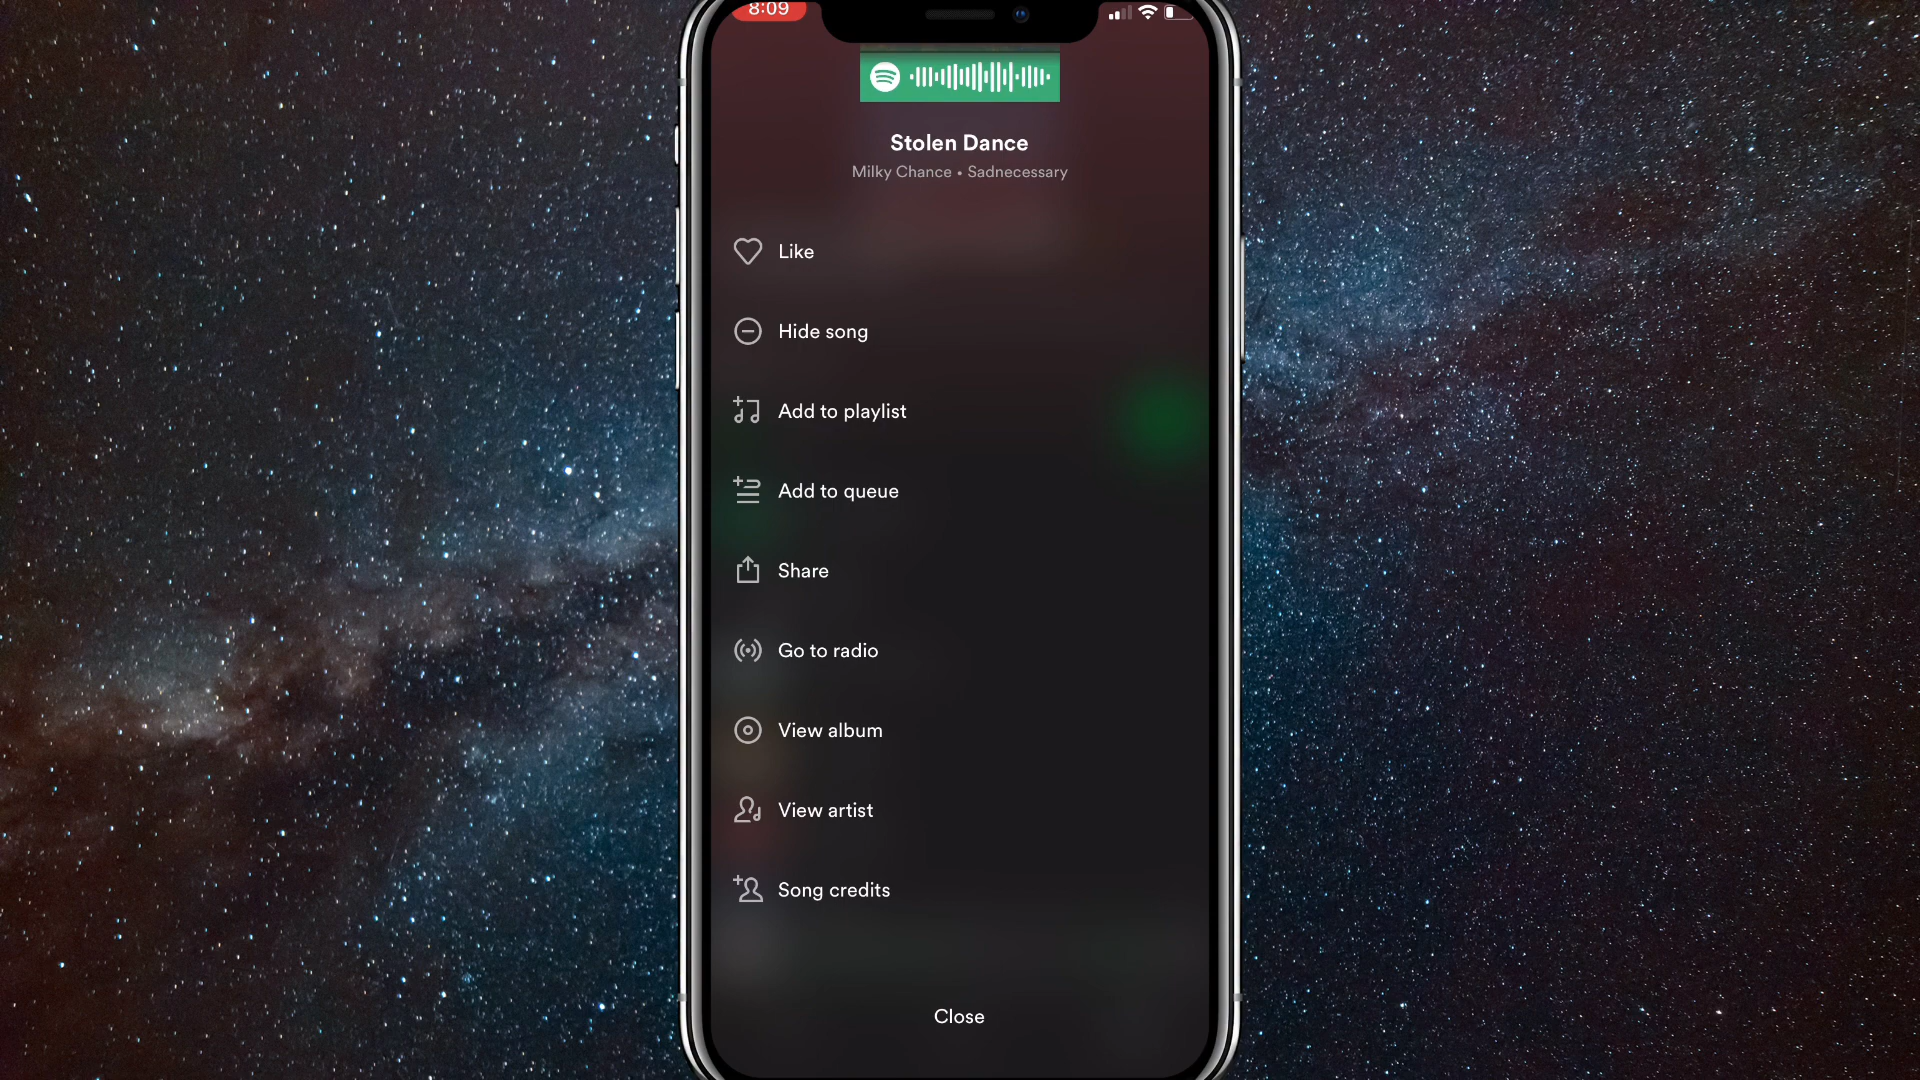 8:09
Stolen Dance
Milky Chance • Sadnecessary
Like
Hide song
Add to playlist
Add to queue
Share
Go to radio
View album
View artist
Song credits
Close